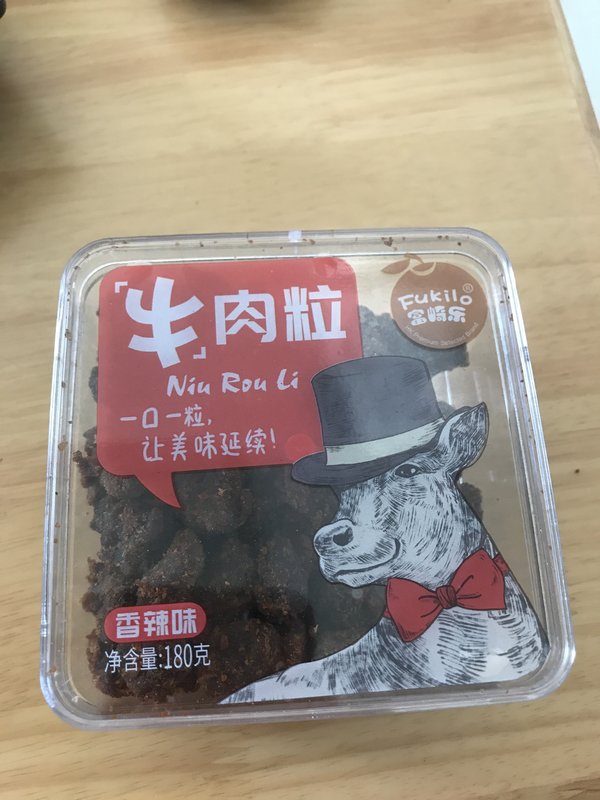 「牛」肉粒
Niu Rou Li
一口一粒，
让美味延续！
Fukilo®
富崎乐
香辣味
净含量:180克